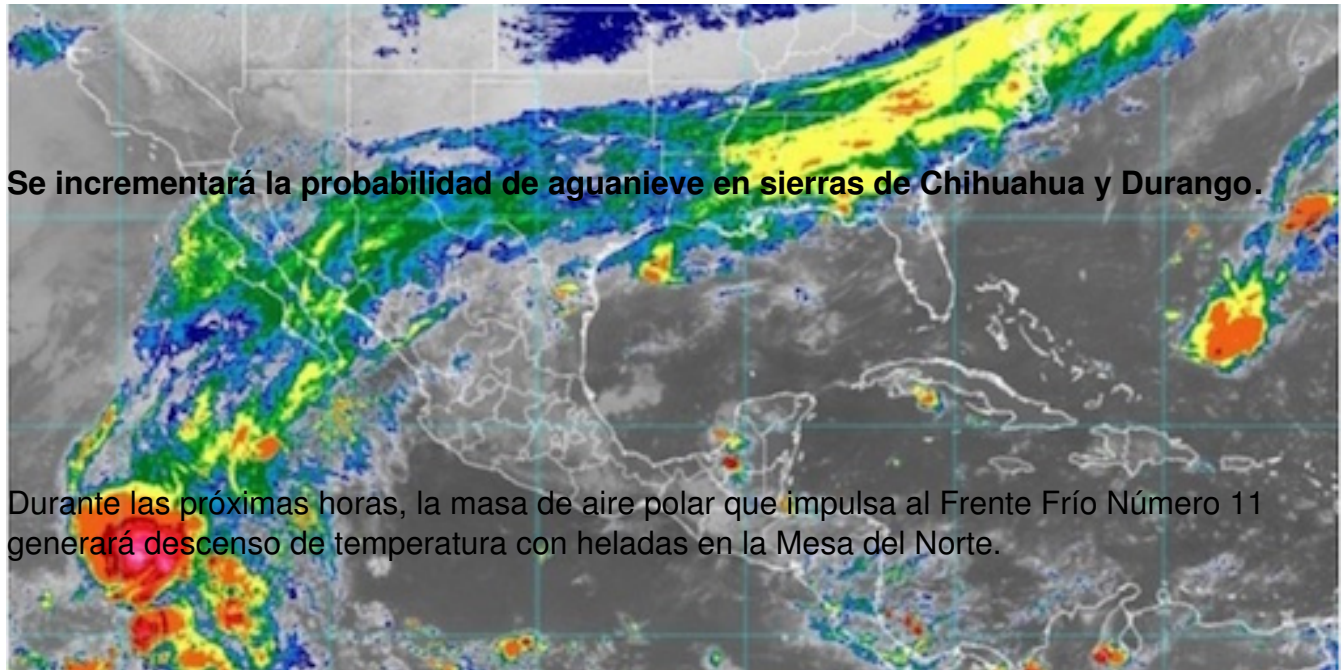 Se incrementará la probabilidad de aguanieve en sierras de Chihuahua y Durango.
Durante las próximas horas, la masa de aire polar que impulsa al Frente Frío Número 11
generará descenso de temperatura con heladas en la Mesa del Norte.